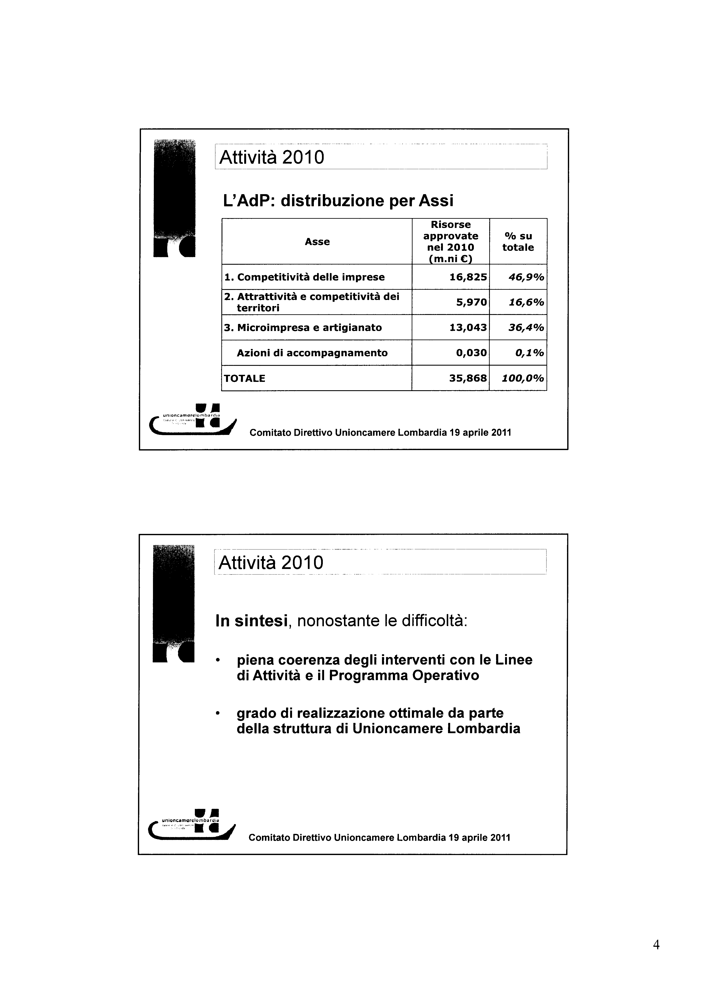 Attività 2010
L'AdP: distribuzione per Assi
Asse
Risorse
approvate
nel 2010
(m.ni €)
% su
totale
1. Competitività delle imprese 16,825 46,9%
2. Attrattività e competitività dei
territori 5,970 16,6%
3. Microimpresa e artigianato 13,043 36,4%
Azioni di accompagnamento 0,030 0,1%
TOTALE 35,868 100,0%
unioncamerelombardia
Comitato Direttivo Unioncamere Lombardia 19 aprile 2011
Attività 2010
In sintesi, nonostante le difficoltà:
• piena coerenza degli interventi con le Linee
di Attività e il Programma Operativo
• grado di realizzazione ottimale da parte
della struttura di Unioncamere Lombardia
unioncamerelombardia
Comitato Direttivo Unioncamere Lombardia 19 aprile 2011
4